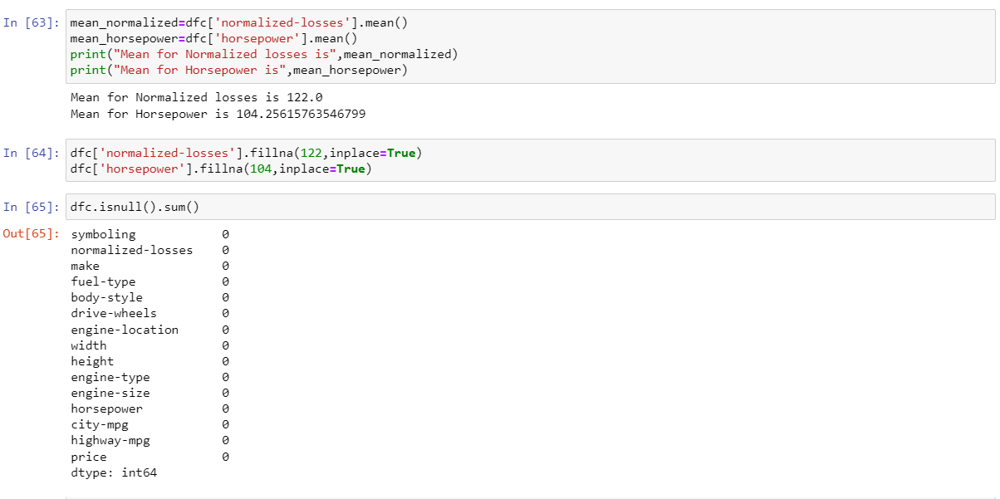 In [63]: mean_normalized=dfc['normalized-losses'].mean()
mean_horsepower=dfc['horsepower'].mean()
print("Mean for Normalized losses is",mean_normalized)
print("Mean for Horsepower is",mean_horsepower)
Mean for Normalized losses is 122.0
Mean for Horsepower is 104.25615763546799
In [64]: dfc['normalized-losses'].fillna(122,inplace=True)
dfc['horsepower'].fillna(104,inplace=True)
In [65]: dfc.isnull().sum()
Out[65]: symboling 0
normalized-losses 0
make 0
fuel-type 0
body-style 0
drive-wheels 0
engine-location 0
width 0
height 0
engine-type 0
engine-size 0
horsepower 0
city-mpg 0
highway-mpg 0
price 0
dtype: int64